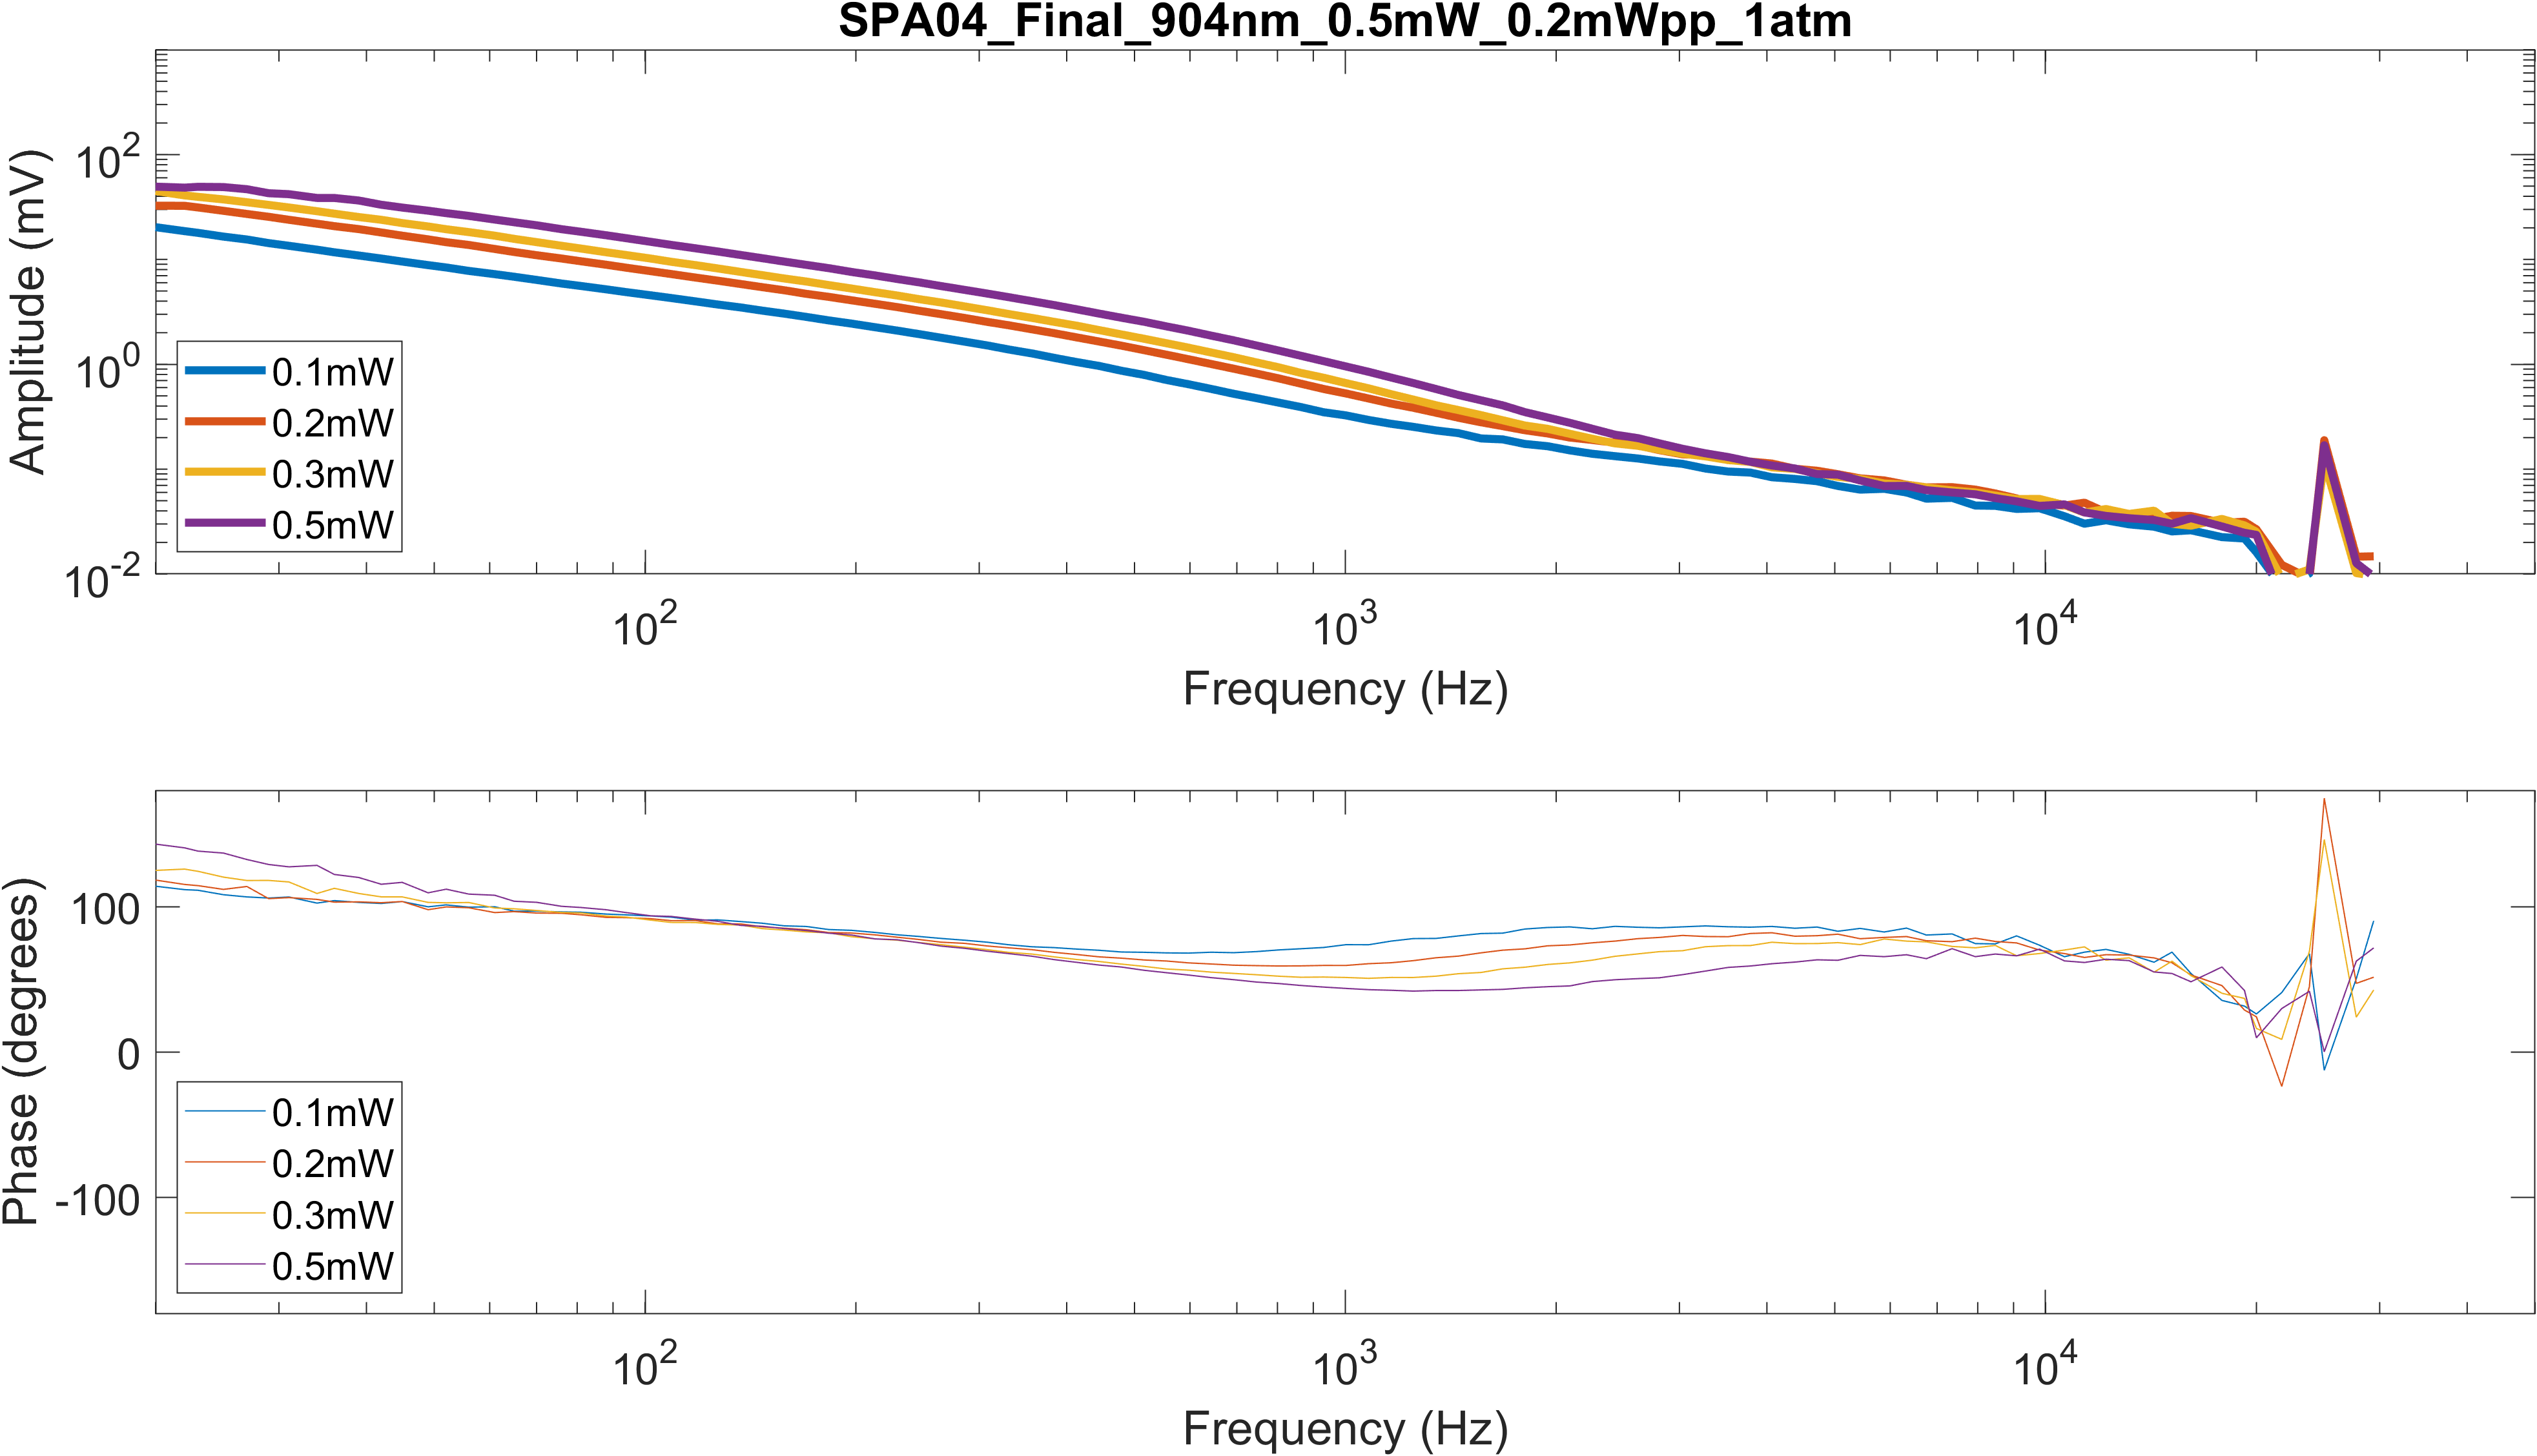 SPA04_Final_904nm_0.5mW_0.2mWpp_1atm
Amplitude (mV)
10^2
10^0
10^-2
0.1mW
0.2mW
0.3mW
0.5mW
10^2 10^3 10^4
Frequency (Hz)
Phase (degrees)
100
0
-100
0.1mW
0.2mW
0.3mW
0.5mW
10^2 10^3 10^4
Frequency (Hz)